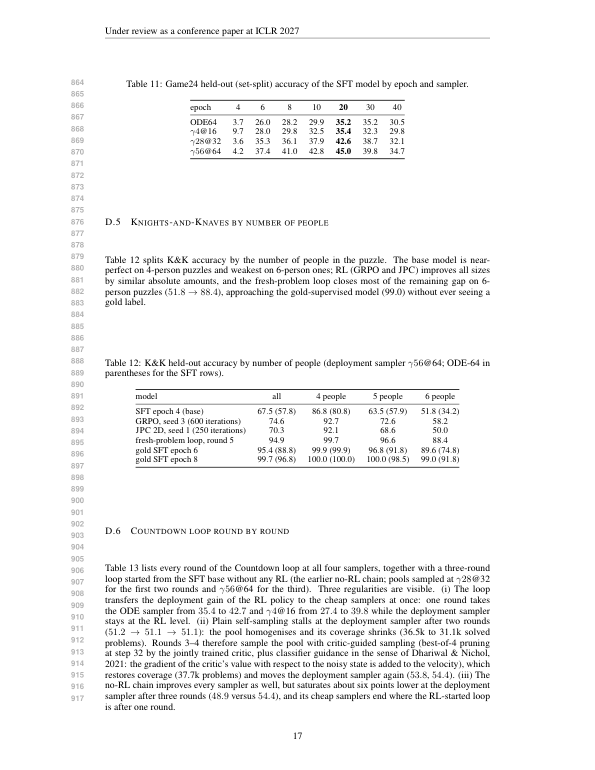 Under review as a conference paper at ICLR 2027
864
865
866
867
868
869
870
871
872
873
874
875
876
877
878
879
880
881
882
883
884
885
886
887
888
889
890
891
892
893
894
895
896
897
898
899
900
901
902
903
904
905
906
907
908
909
910
911
912
913
914
915
916
917
Table 11: Game24 held-out (set-split) accuracy of the SFT model by epoch and sampler.
epoch 4 6 8 10 20 30 40
ODE64 3.7 26.0 28.2 29.9 35.2 35.2 30.5
γ4@16 9.7 28.0 29.8 32.5 35.4 32.3 29.8
γ28@32 3.6 35.3 36.1 37.9 42.6 38.7 32.1
γ56@64 4.2 37.4 41.0 42.8 45.0 39.8 34.7
D.5 KNIGHTS-AND-KNAVES BY NUMBER OF PEOPLE
Table 12 splits K&K accuracy by the number of people in the puzzle. The base model is near-
perfect on 4-person puzzles and weakest on 6-person ones; RL (GRPO and JPC) improves all sizes
by similar absolute amounts, and the fresh-problem loop closes most of the remaining gap on 6-
person puzzles (51.8 → 88.4), approaching the gold-supervised model (99.0) without ever seeing a
gold label.
Table 12: K&K held-out accuracy by number of people (deployment sampler γ56@64; ODE-64 in
parentheses for the SFT rows).
model all 4 people 5 people 6 people
SFT epoch 4 (base) 67.5 (57.8) 86.8 (80.8) 63.5 (57.9) 51.8 (34.2)
GRPO, seed 3 (600 iterations) 74.6 92.7 72.6 58.2
JPC 2D, seed 1 (250 iterations) 70.3 92.1 68.6 50.0
fresh-problem loop, round 5 94.9 99.7 96.6 88.4
gold SFT epoch 6 95.4 (88.8) 99.9 (99.9) 96.8 (91.8) 89.6 (74.8)
gold SFT epoch 8 99.7 (96.8) 100.0 (100.0) 100.0 (98.5) 99.0 (91.8)
D.6 COUNTDOWN LOOP ROUND BY ROUND
Table 13 lists every round of the Countdown loop at all four samplers, together with a three-round
loop started from the SFT base without any RL (the earlier no-RL chain; pools sampled at γ28@32
for the first two rounds and γ56@64 for the third). Three regularities are visible. (i) The loop
transfers the deployment gain of the RL policy to the cheap samplers at once: one round takes
the ODE sampler from 35.4 to 42.7 and γ4@16 from 27.4 to 39.8 while the deployment sampler
stays at the RL level. (ii) Plain self-sampling stalls at the deployment sampler after two rounds
(51.2 → 51.1 → 51.1): the pool homogenises and its coverage shrinks (36.5k to 31.1k solved
problems). Rounds 3–4 therefore sample the pool with critic-guided sampling (best-of-4 pruning
at step 32 by the jointly trained critic, plus classifier guidance in the sense of Dhariwal & Nichol,
2021: the gradient of the critic's value with respect to the noisy state is added to the velocity), which
restores coverage (37.7k problems) and moves the deployment sampler again (53.8, 54.4). (iii) The
no-RL chain improves every sampler as well, but saturates about six points lower at the deployment
sampler after three rounds (48.9 versus 54.4), and its cheap samplers end where the RL-started loop
is after one round.
17